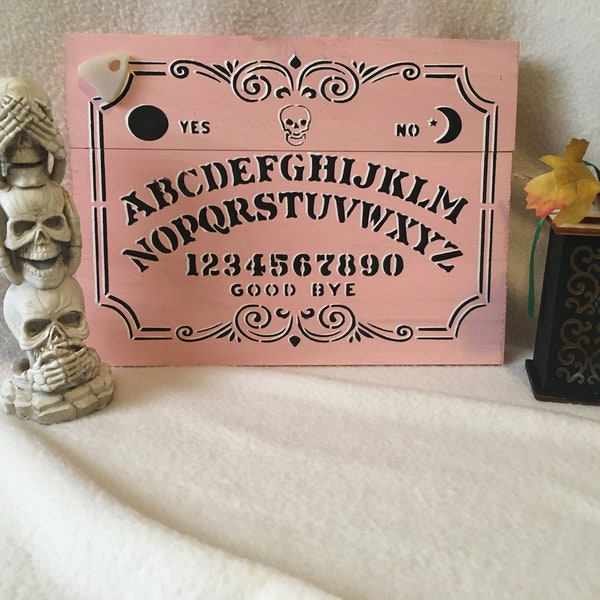 YES NO
ABCDEFGHIJKLM
NOPQRSTUVWXYZ
1234567890
GOOD BYE